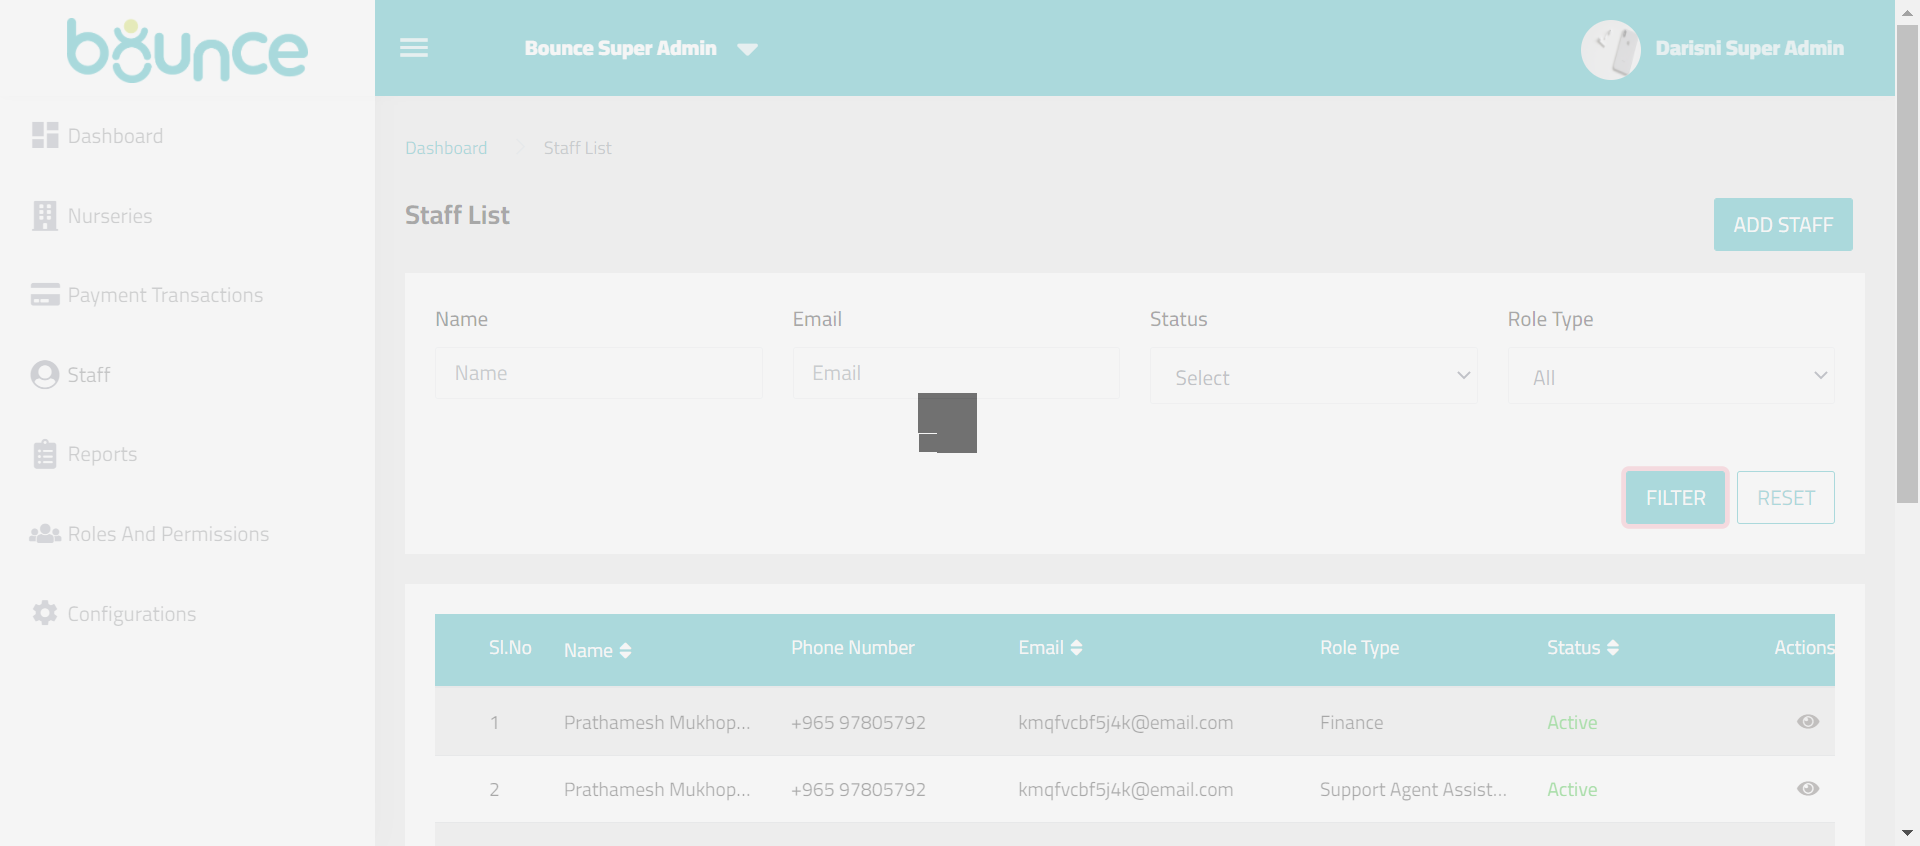 bounce
Bounce Super Admin
Darisni Super Admin
Dashboard
Nurseries
Payment Transactions
Staff
Reports
Roles And Permissions
Configurations
Dashboard Staff List
Staff List
ADD STAFF
Name Email Status Role Type
Name Email Select All
FILTER RESET
Sl.No Name Phone Number Email Role Type Status Actions
1 Prathamesh Mukhop... +965 97805792 kmqfvcbf5j4k@email.com Finance Active
2 Prathamesh Mukhop... +965 97805792 kmqfvcbf5j4k@email.com Support Agent Assist... Active